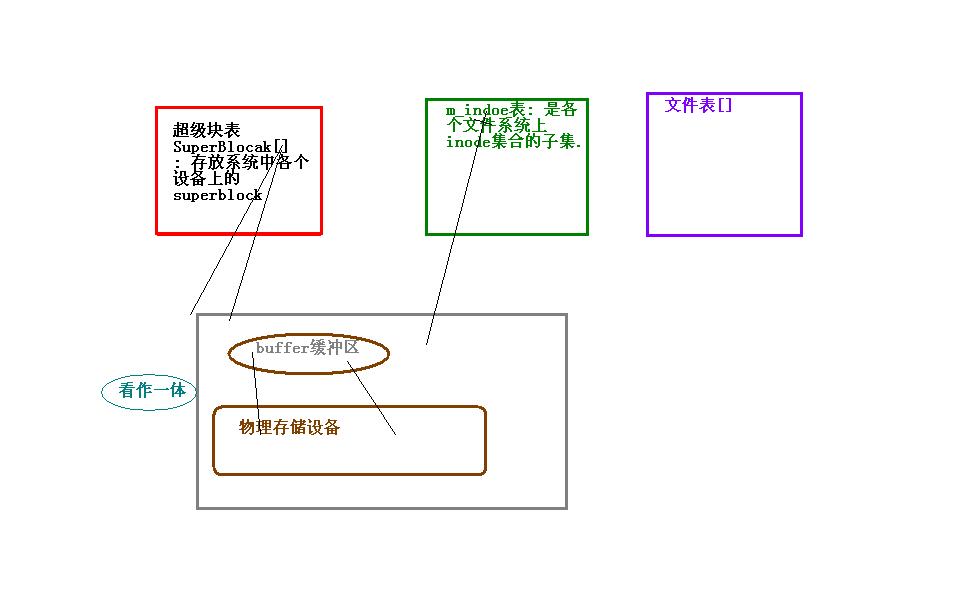 超级块表
SuperBlocak[]
: 存放系统中各个
设备上的
superblock
m_indoe表: 是各
个文件系统上
inode集合的子集.
文件表[]
buffer缓冲区
看作一体
物理存储设备